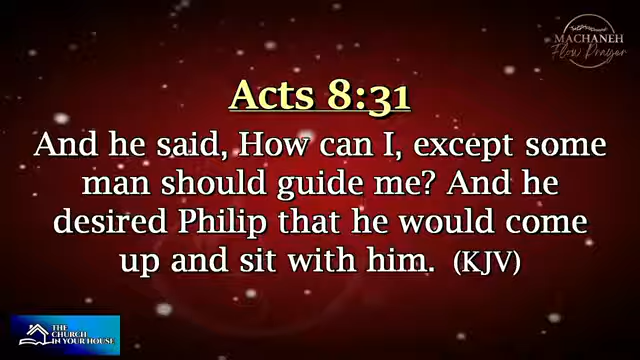 MACHANEH
Flow Prayer
Acts 8:31
And he said, How can I, except some
man should guide me? And he
desired Philip that he would come
up and sit with him. (KJV)
THE
CHURCH
IN YOUR HOUSE